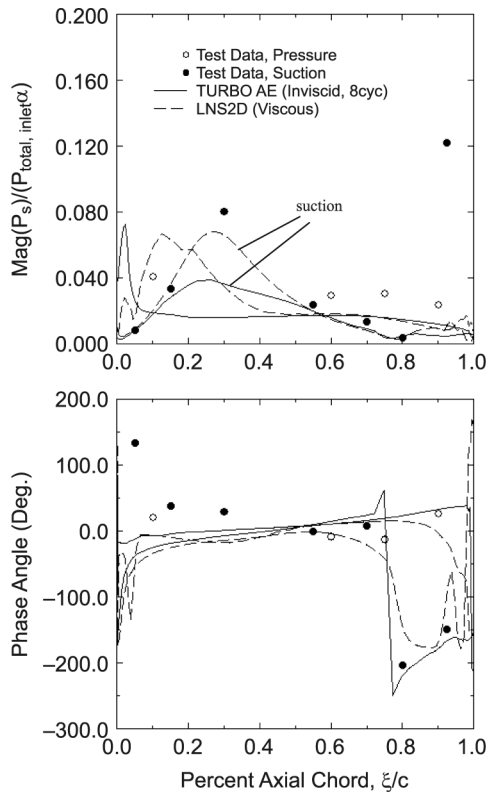 0.200
0.160
0.120
0.080
0.040
0.000
Mag(Ps)/(Ptotal, inletα)
Test Data, Pressure
Test Data, Suction
TURBO AE (Inviscid, 8cyc)
LNS2D (Viscous)
suction
0.0 0.2 0.4 0.6 0.8 1.0
200.0
100.0
0.0
−100.0
−200.0
−300.0
Phase Angle (Deg.)
0.0 0.2 0.4 0.6 0.8 1.0
Percent Axial Chord, ξ/c